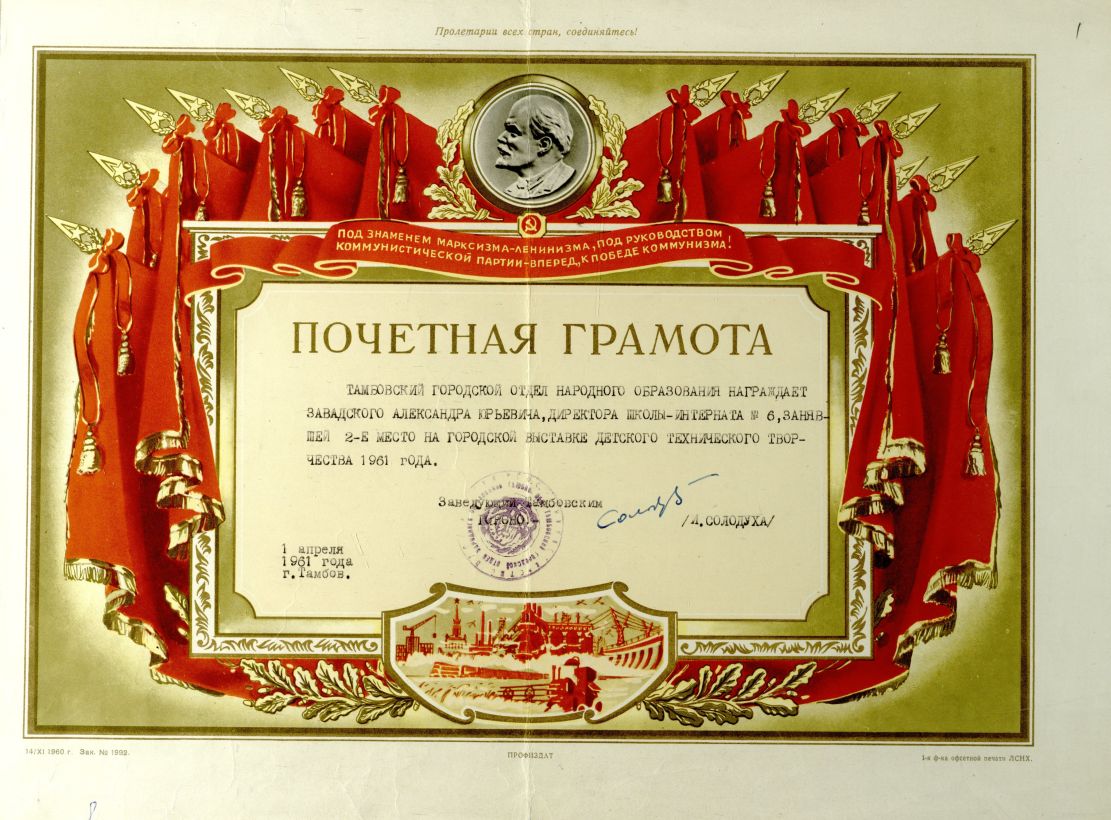 Пролетарии всех стран, соединяйтесь!
ПОД ЗНАМЕНЕМ МАРКСИЗМА-ЛЕНИНИЗМА, ПОД РУКОВОДСТВОМ
КОММУНИСТИЧЕСКОЙ ПАРТИИ-ВПЕРЕД, К ПОБЕДЕ КОММУНИЗМА!
ПОЧЕТНАЯ ГРАМОТА
ТАМБОВСКИЙ ГОРОДСКОЙ ОТДЕЛ НАРОДНОГО ОБРАЗОВАНИЯ НАГРАЖДАЕТ
ЗАВАДСКОГО АЛЕКСАНДРА ЮРЬЕВИЧА, ДИРЕКТОРА ШКОЛЫ-ИНТЕРНАТА № 6, ЗАНЯВ-
ШЕЙ 2-Е МЕСТО НА ГОРОДСКОЙ ВЫСТАВКЕ ДЕТСКОГО ТЕХНИЧЕСКОГО ТВОР-
ЧЕСТВА 1961 ГОДА.
Заведующий Тамбовским
ГОРОНО -
/И. СОЛОДУХА/
1 апреля
1961 года
г. Тамбов.
14/XI 1960 г. Зак. № 1992.
ПРОФИЗДАТ
1-я ф-ка офсетной печати ЛСНХ.